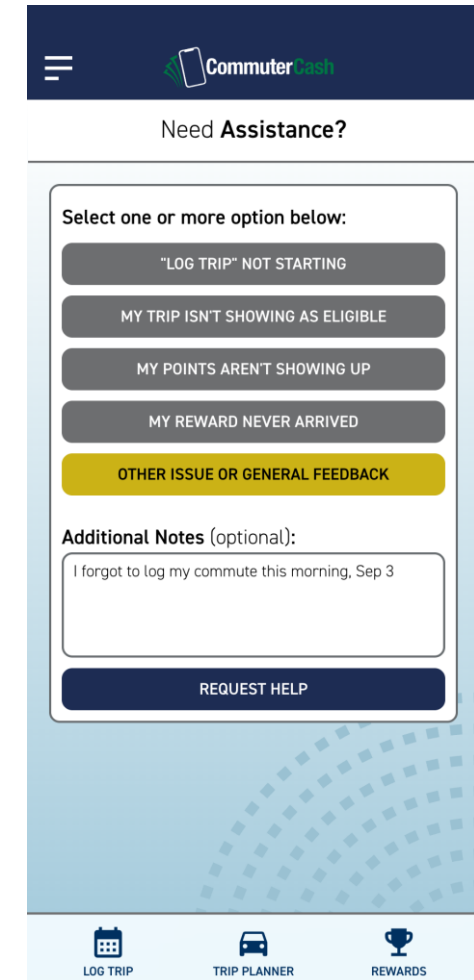 CommuterCash
Need Assistance?
Select one or more option below:
"LOG TRIP" NOT STARTING
MY TRIP ISN'T SHOWING AS ELIGIBLE
MY POINTS AREN'T SHOWING UP
MY REWARD NEVER ARRIVED
OTHER ISSUE OR GENERAL FEEDBACK
Additional Notes (optional):
I forgot to log my commute this morning, Sep 3
REQUEST HELP
LOG TRIP
TRIP PLANNER
REWARDS